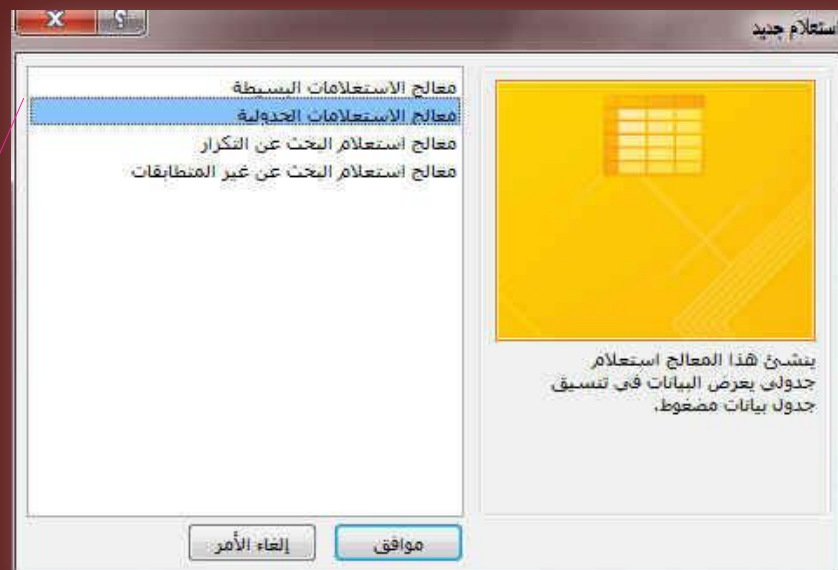 استعلام جديد
معالج الاستعلامات البسيطة
معالج الاستعلامات الجدولية
معالج استعلام البحث عن التكرار
معالج استعلام البحث عن غير المتطابقات
ينشئ هذا المعالج استعلام
جدولي يعرض البيانات في تنسيق
جدول بيانات مضغوط.
موافق
إلغاء الأمر